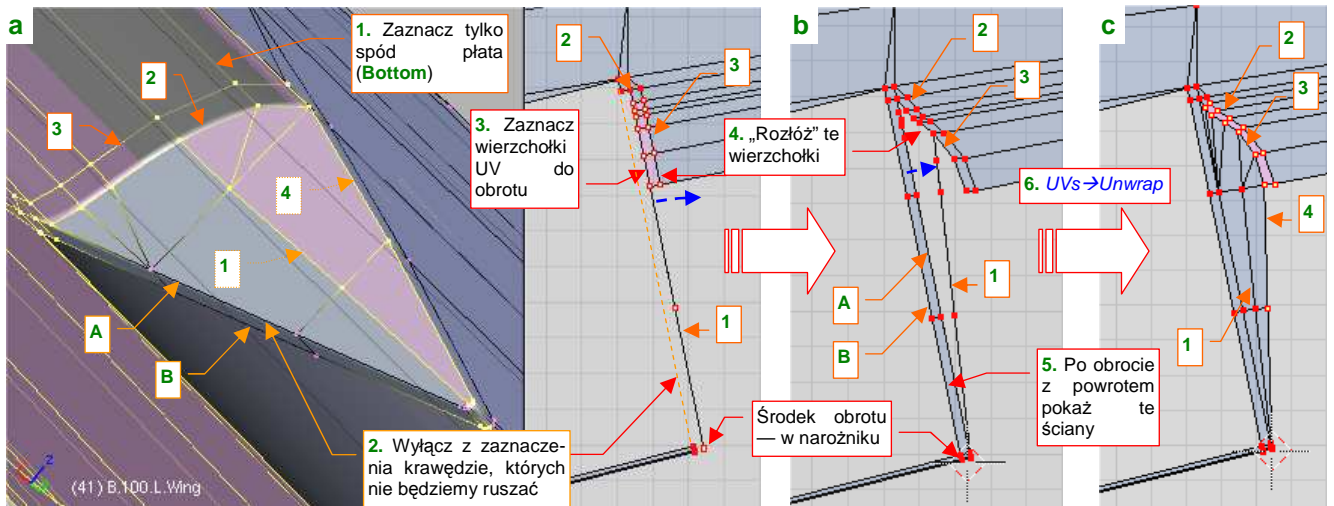 a
1. Zaznacz tylko
spód płata
(Bottom)
2
3
4
1
A
B
2. Wyłącz z zaznacze-
nia krawędzie, których
nie będziemy ruszać
2
(41) B.100.L.Wing
2
3
3. Zaznacz
wierzchołki
UV do
obrotu
1
Środek obrotu
— w narożniku
b
2
3
4. „Rozłóż” te
wierzchołki
A
B
1
5. Po obrocie
z powrotem
pokaż te
ściany
6. UVs→Unwrap
c
2
3
4
1